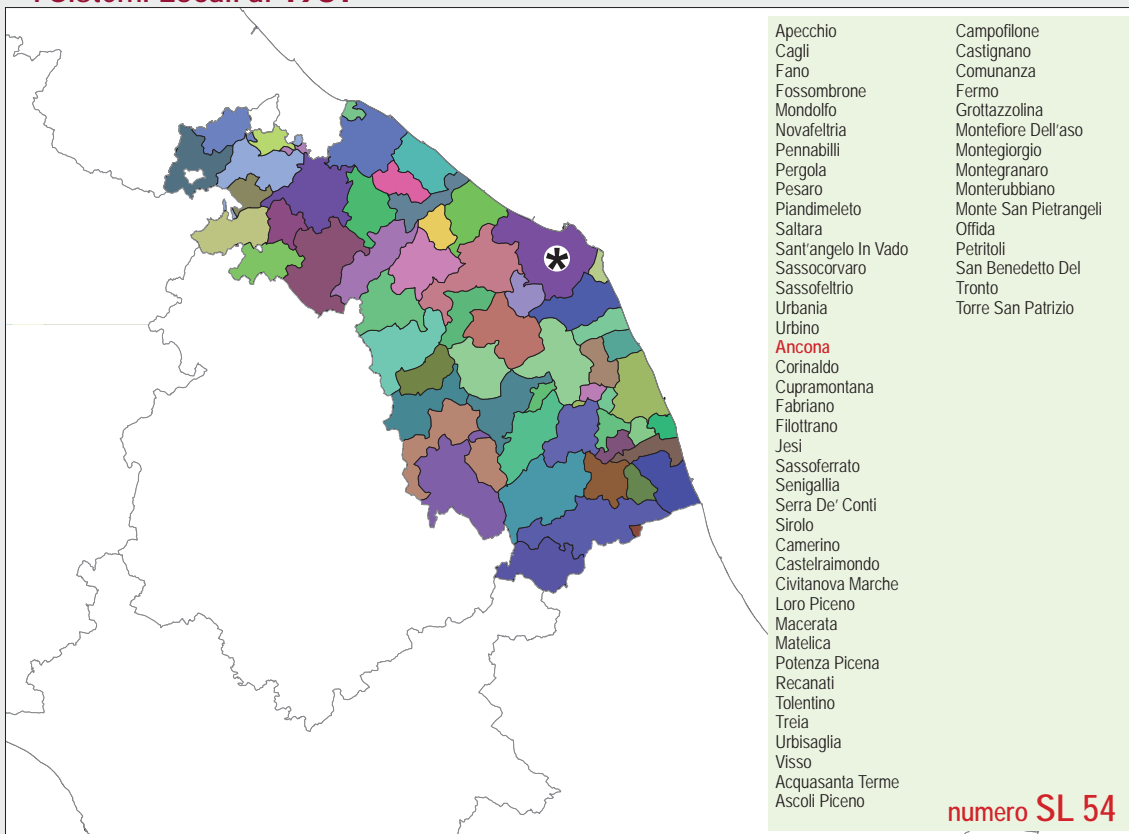 Apecchio
Cagli
Fano
Fossombrone
Mondolfo
Novafeltria
Pennabilli
Pergola
Pesaro
Piandimeleto
Saltara
Sant'angelo In Vado
Sassocorvaro
Sassofeltrio
Urbania
Urbino
Ancona
Corinaldo
Cupramontana
Fabriano
Filottrano
Jesi
Sassoferrato
Senigallia
Serra De' Conti
Sirolo
Camerino
Castelraimondo
Civitanova Marche
Loro Piceno
Macerata
Matelica
Potenza Picena
Recanati
Tolentino
Treia
Urbisaglia
Visso
Acquasanta Terme
Ascoli Piceno
Campofilone
Castignano
Comunanza
Fermo
Grottazzolina
Montefiore Dell'aso
Montegiorgio
Montegranaro
Monterubbiano
Monte San Pietrangeli
Offida
Petritoli
San Benedetto Del
Tronto
Torre San Patrizio
numero SL 54